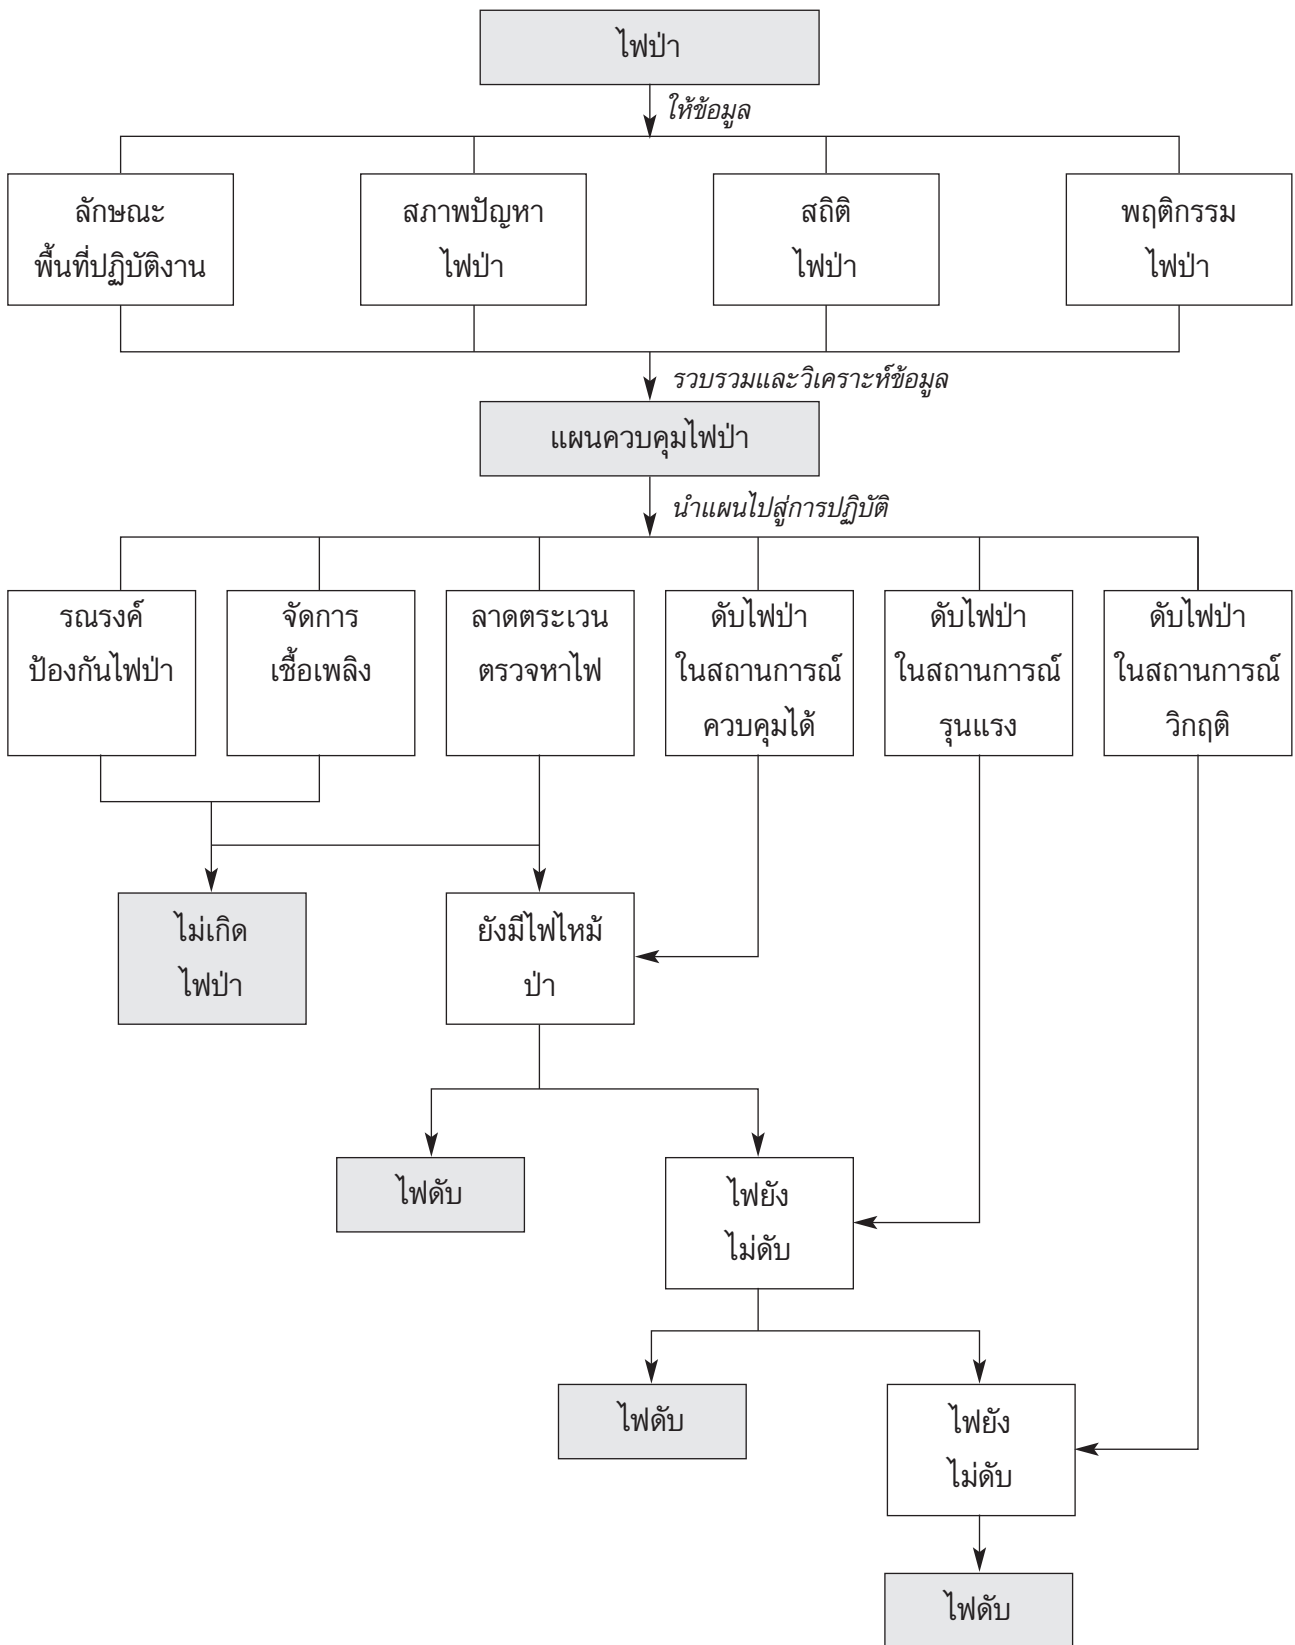 ไฟป่า
ให้ข้อมูล
ลักษณะ
พื้นที่ปฏิบัติงาน
สภาพปัญหา
ไฟป่า
สถิติ
ไฟป่า
พฤติกรรม
ไฟป่า
รวบรวมและวิเคราะห์ข้อมูล
แผนควบคุมไฟป่า
นำแผนไปสู่การปฏิบัติ
รณรงค์
ป้องกันไฟป่า
จัดการ
เชื้อเพลิง
ลาดตระเวน
ตรวจหาไฟ
ดับไฟป่า
ในสถานการณ์
ควบคุมได้
ดับไฟป่า
ในสถานการณ์
รุนแรง
ดับไฟป่า
ในสถานการณ์
วิกฤติ
ไม่เกิด
ไฟป่า
ยังมีไฟไหม้
ป่า
ไฟดับ
ไฟยัง
ไม่ดับ
ไฟดับ
ไฟยัง
ไม่ดับ
ไฟดับ